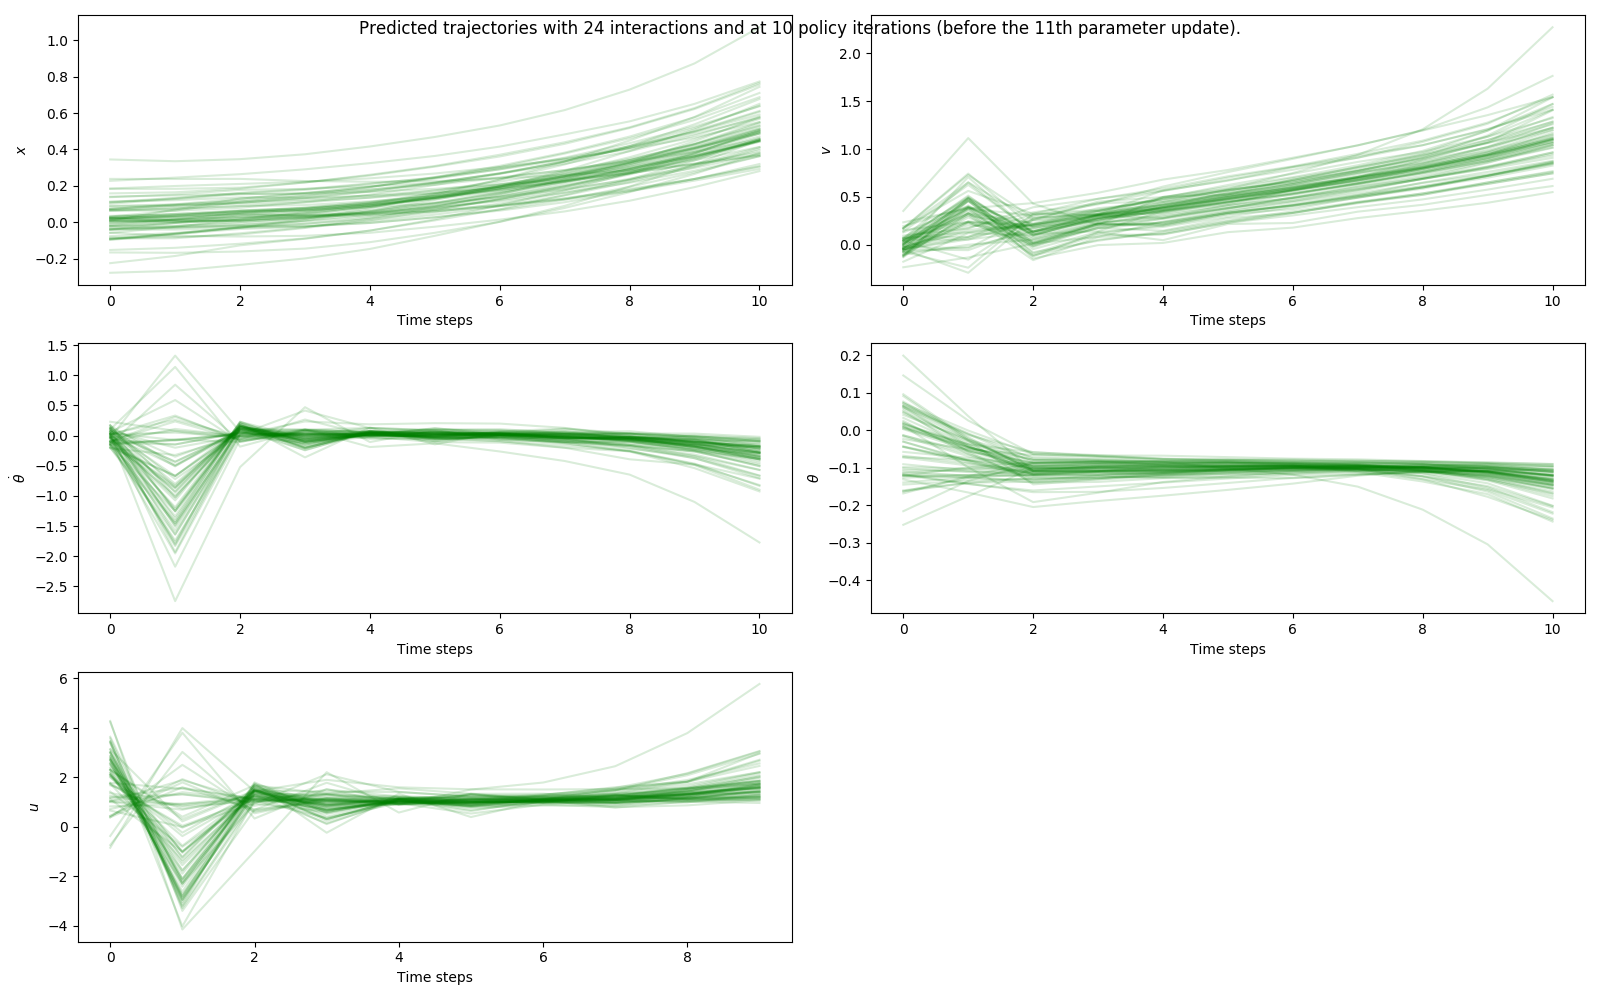 Predicted trajectories with 24 interactions and at 10 policy iterations (before the 11th parameter update).
1.0
0.8
0.6
0.4
0.2
0.0
−0.2
x
0 2 4 6 8 10
Time steps
2.0
1.5
1.0
0.5
0.0
v
0 2 4 6 8 10
Time steps
1.5
1.0
0.5
0.0
−0.5
−1.0
−1.5
−2.0
−2.5
θ̇
0 2 4 6 8 10
Time steps
0.2
0.1
0.0
−0.1
−0.2
−0.3
−0.4
θ
0 2 4 6 8 10
Time steps
6
4
2
0
−2
−4
u
0 2 4 6 8
Time steps